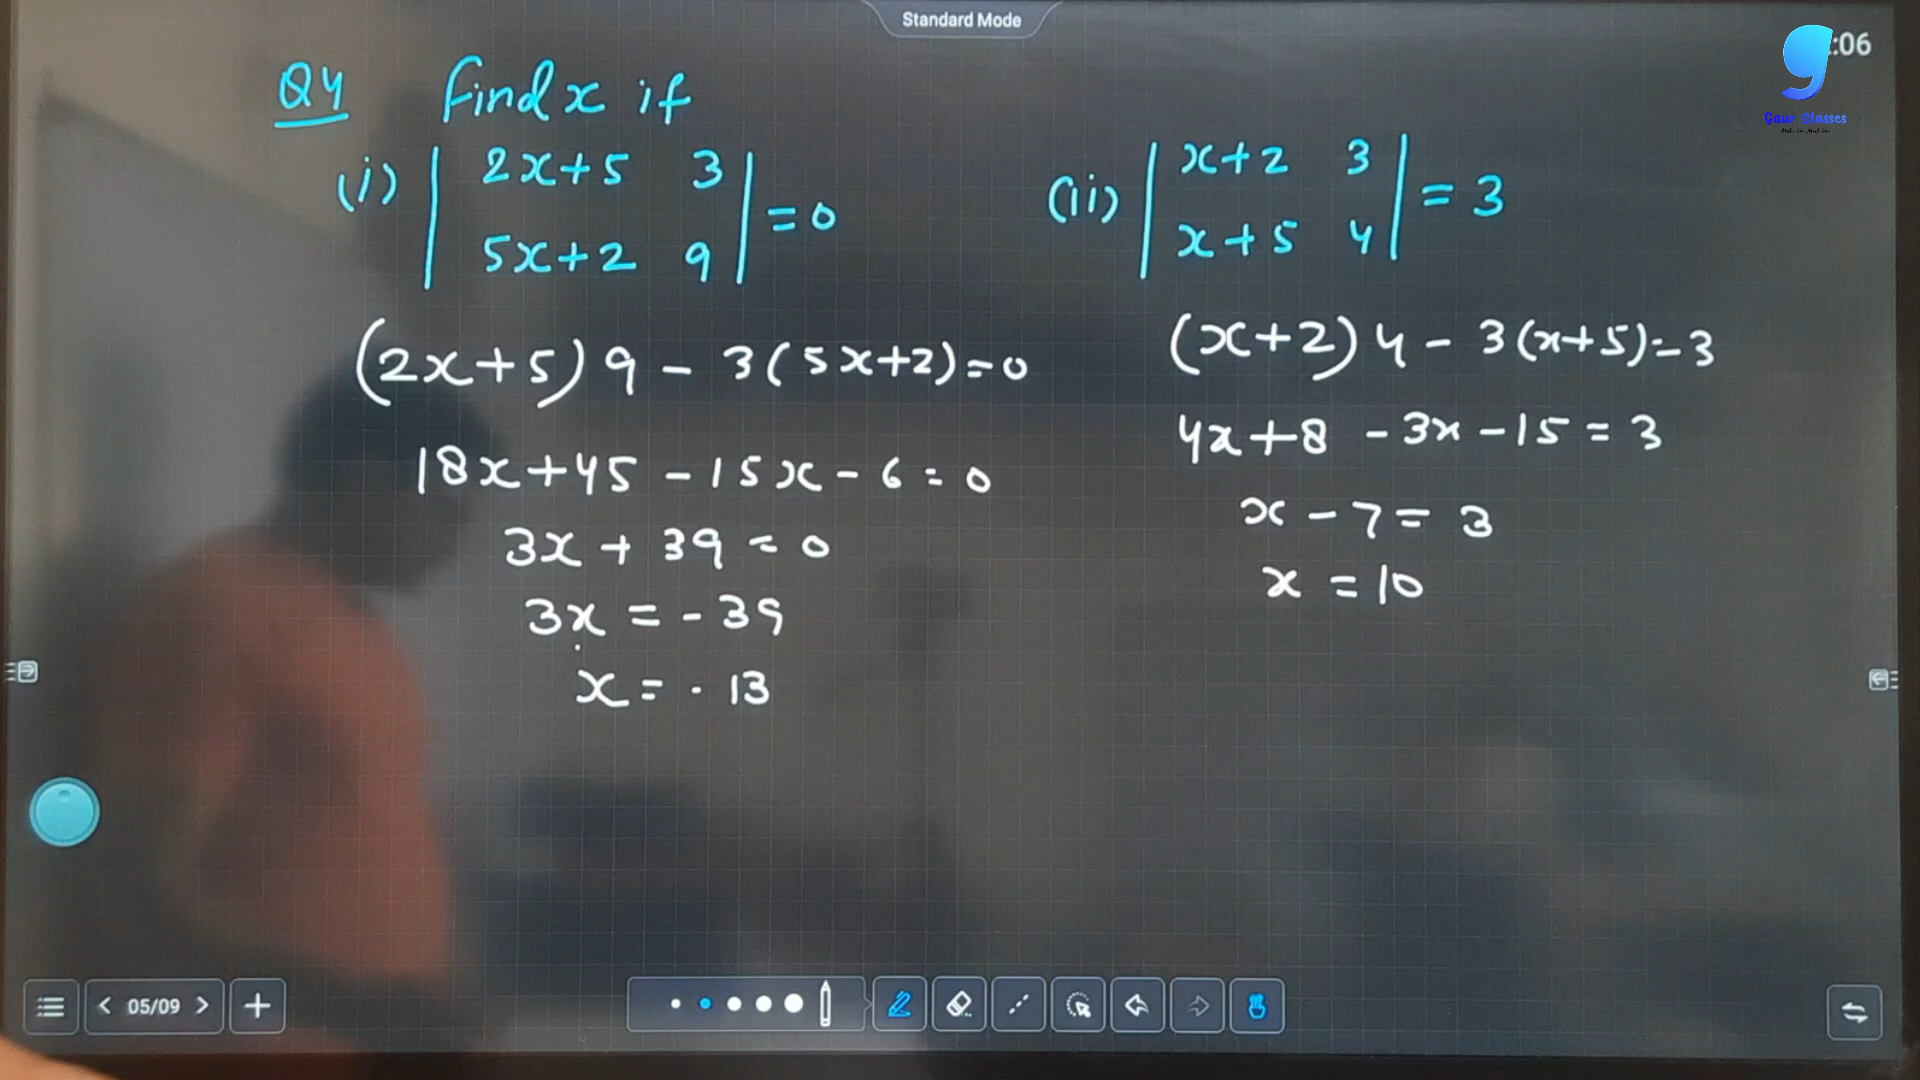 Standard Mode
:06
Gaur Classes
Q4 find x if
(i) | 2x+5 3 |
| 5x+2 9 | = 0
(2x+5) 9 - 3(5x+2) = 0
18x+45 - 15x - 6 = 0
3x + 39 = 0
3x = - 39
x = - 13
(ii) | x+2 3 |
| x+5 4 | = 3
(x+2) 4 - 3(x+5) = 3
4x+8 - 3x - 15 = 3
x - 7 = 3
x = 10
05/09